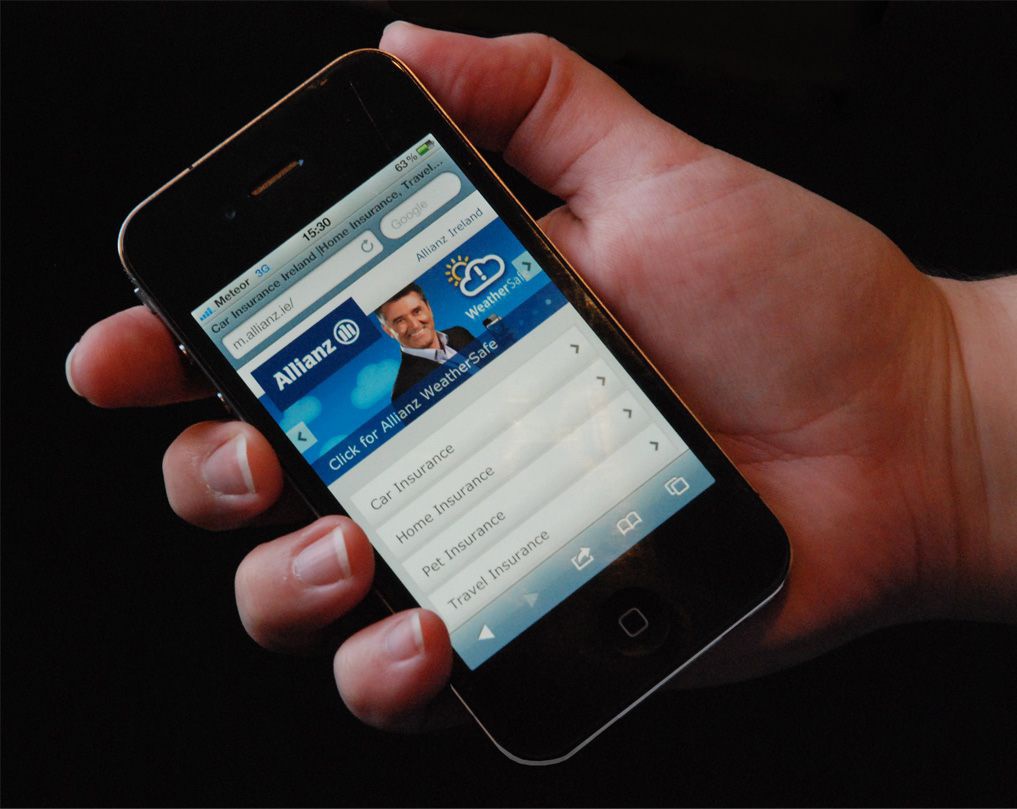 Meteor 3G 15:30 63%
Car Insurance Ireland |Home Insurance, Travel...
m.allianz.ie/ Google
Allianz Ireland
Allianz
WeatherSa
Click for Allianz WeatherSafe
Car Insurance
Home Insurance
Pet Insurance
Travel Insurance